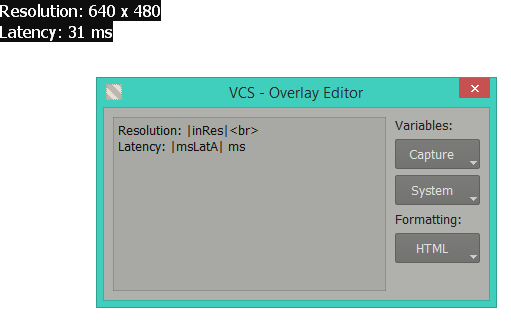 Resolution: 640 x 480
Latency: 31 ms
VCS - Overlay Editor
x
Resolution: |inRes|<br>
Latency: |msLatA| ms
Variables:
Capture
System
Formatting:
HTML